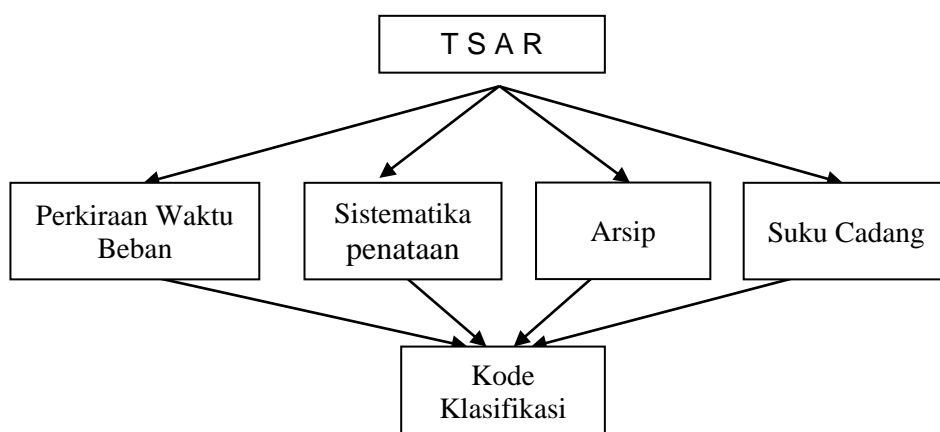 T S A R
Perkiraan Waktu
Beban
Sistematika
penataan
Arsip
Suku Cadang
Kode
Klasifikasi